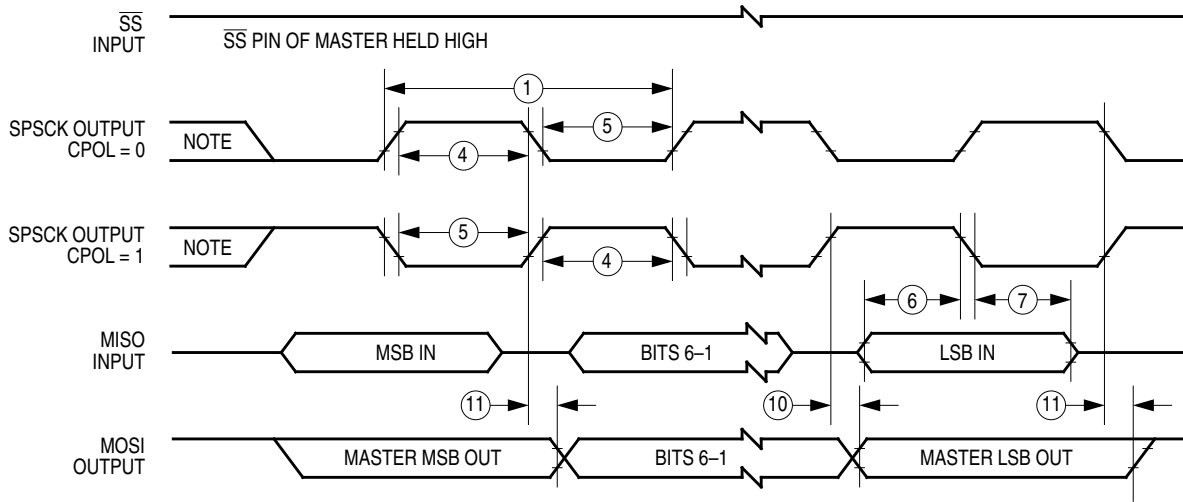 S̅S̅
INPUT
S̅S̅ PIN OF MASTER HELD HIGH
1
SPSCK OUTPUT
CPOL = 0
NOTE
5
4
SPSCK OUTPUT
CPOL = 1
NOTE
5
4
6
7
MISO
INPUT
MSB IN
BITS 6–1
LSB IN
11
10
11
MOSI
OUTPUT
MASTER MSB OUT
BITS 6–1
MASTER LSB OUT